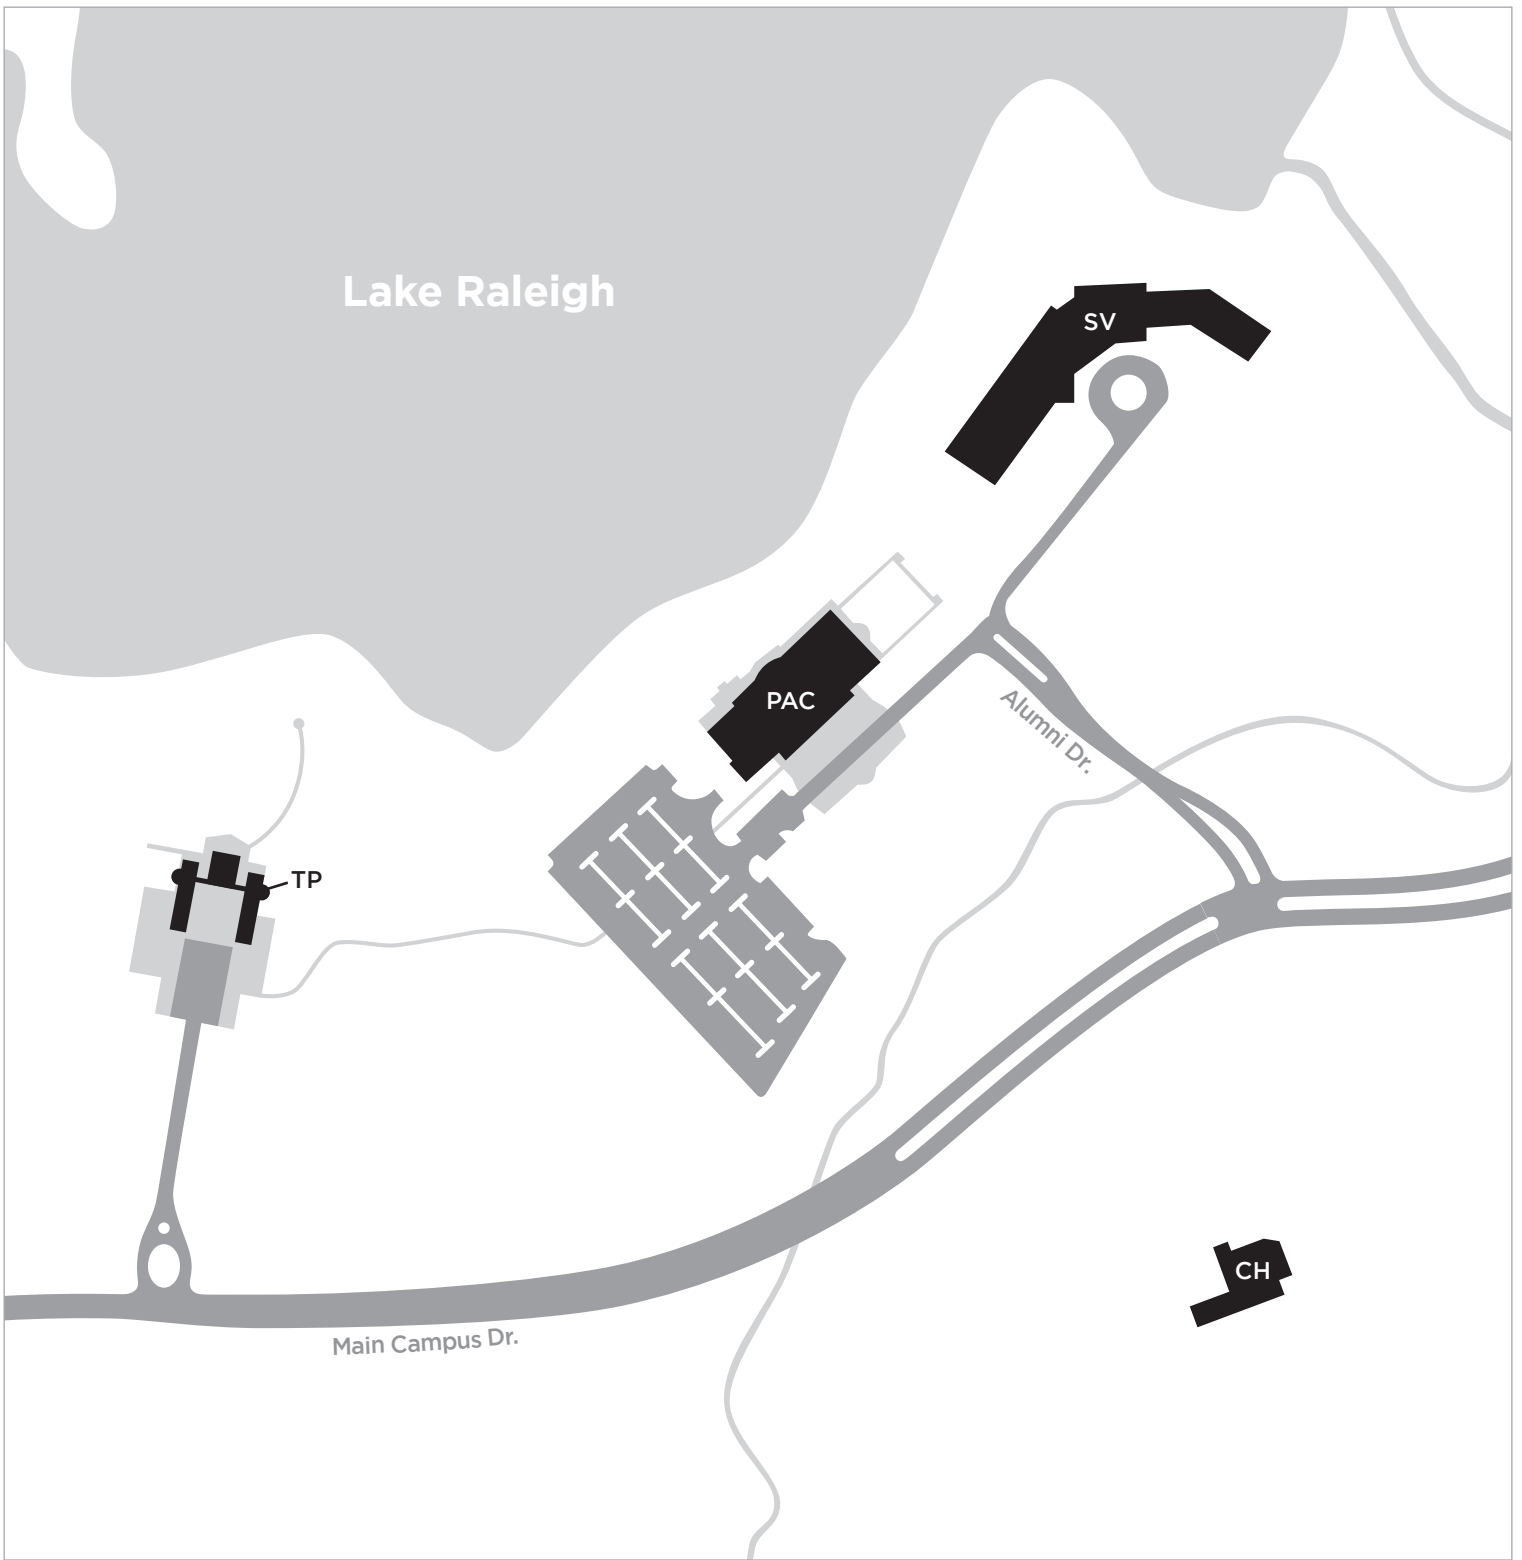 Lake Raleigh
SV
PAC
Alumni Dr.
TP
CH
Main Campus Dr.